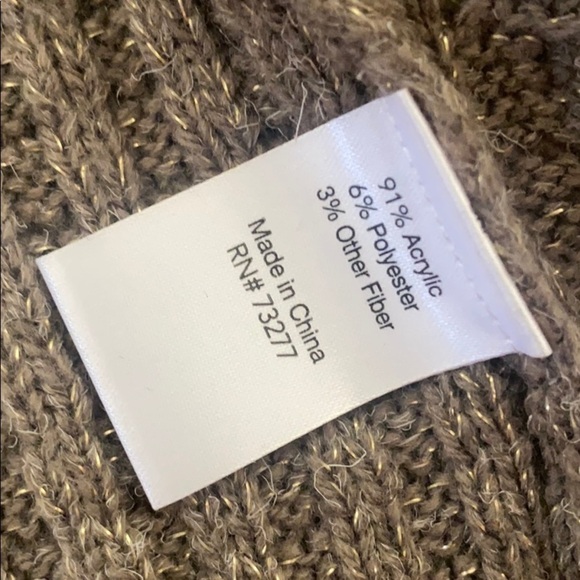 91% Acrylic
6% Polyester
3% Other Fiber
Made in China
RN# 73277